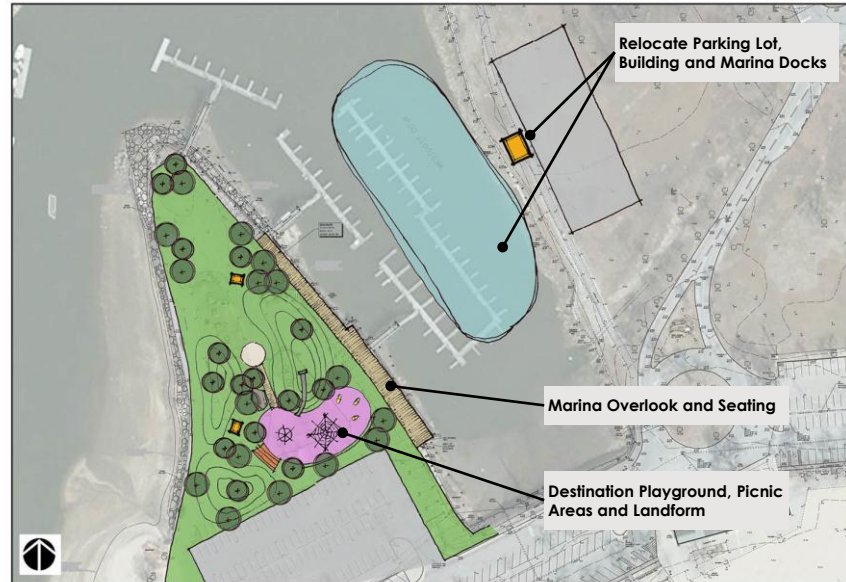 Relocate Parking Lot,
Building and Marina Docks
Marina Overlook and Seating
Destination Playground, Picnic
Areas and Landform